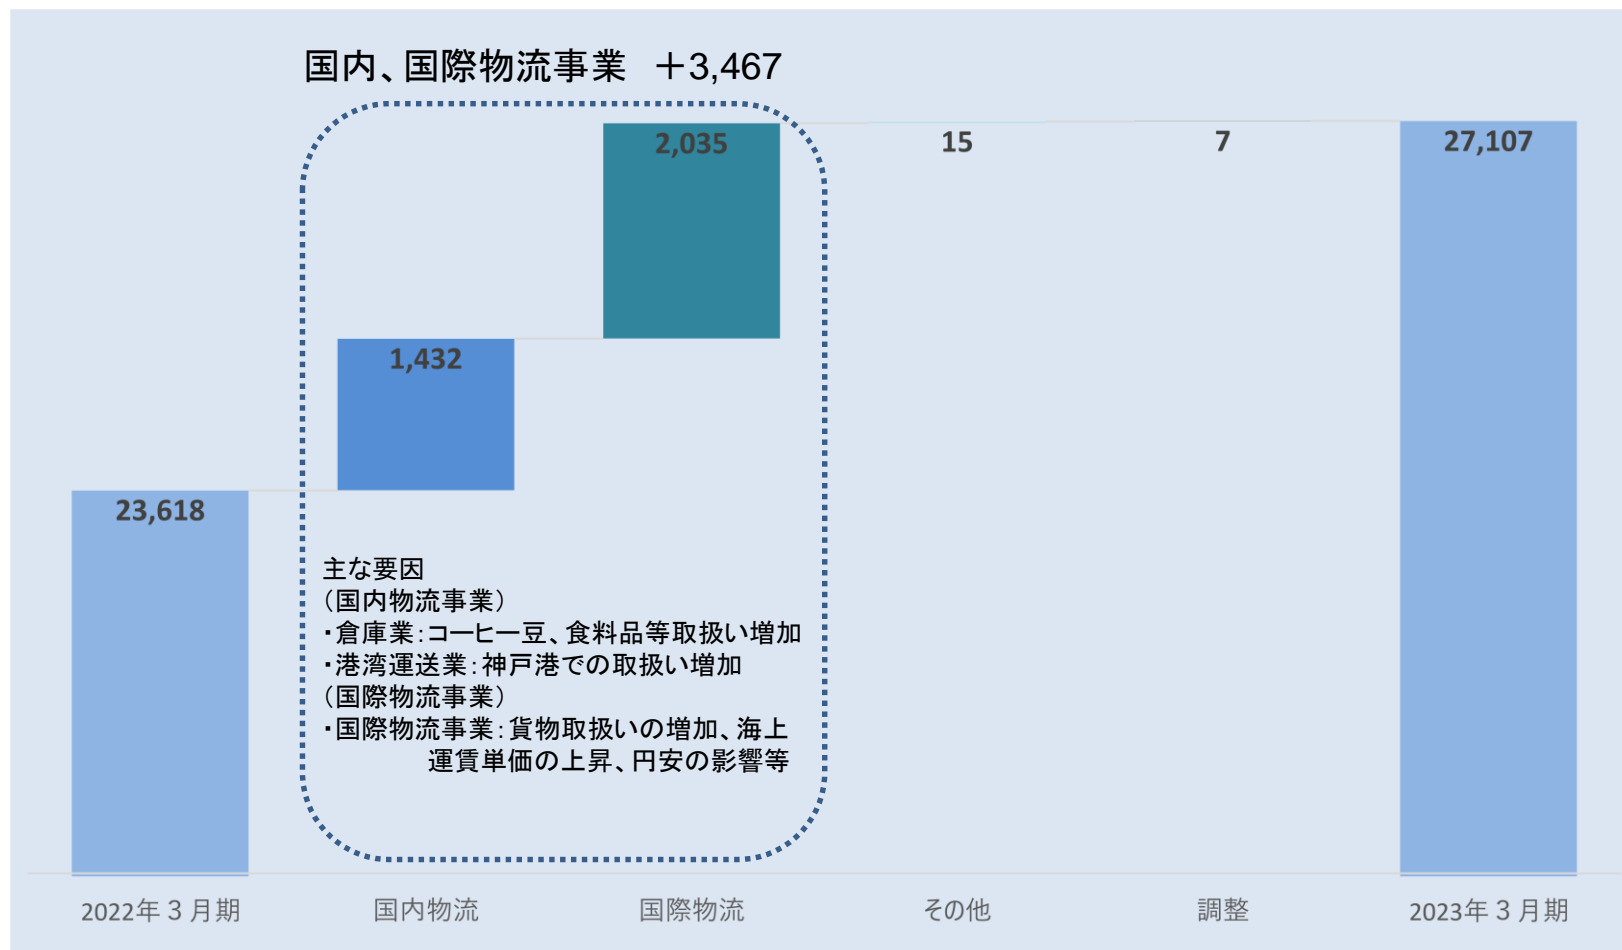 国内、国際物流事業　＋3,467
2,035
15
7
27,107
1,432
23,618
主な要因
（国内物流事業）
・倉庫業：コーヒー豆、食料品等取扱い増加
・港湾運送業：神戸港での取扱い増加
（国際物流事業）
・国際物流事業：貨物取扱いの増加、海上
運賃単価の上昇、円安の影響等
2022年３月期
国内物流
国際物流
その他
調整
2023年３月期